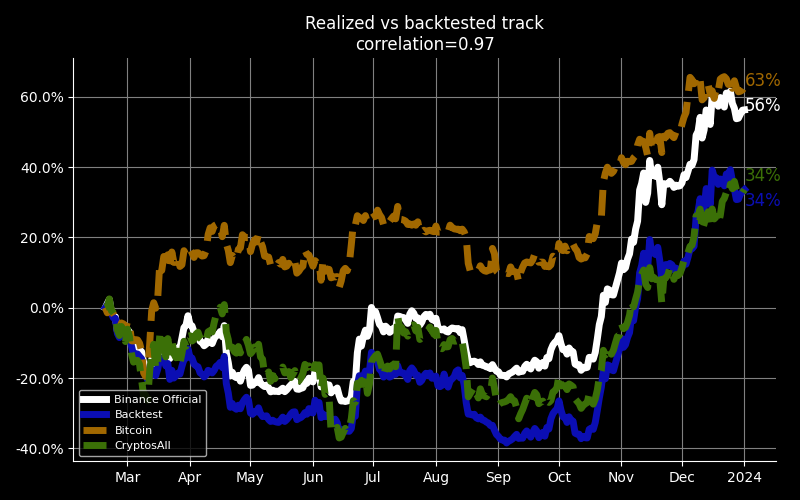 Realized vs backtested track
correlation=0.97
63%
60.0%
56%
40.0%
34%
34%
20.0%
0.0%
-20.0%
-40.0%
Binance Official
Backtest
Bitcoin
CryptosAll
Mar Apr May Jun Jul Aug Sep Oct Nov Dec 2024